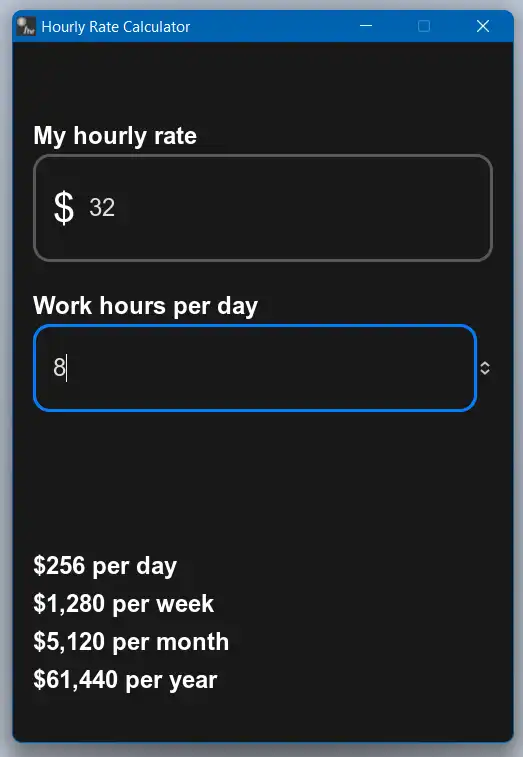 Hourly Rate Calculator
My hourly rate
$ 32
Work hours per day
8
$256 per day
$1,280 per week
$5,120 per month
$61,440 per year